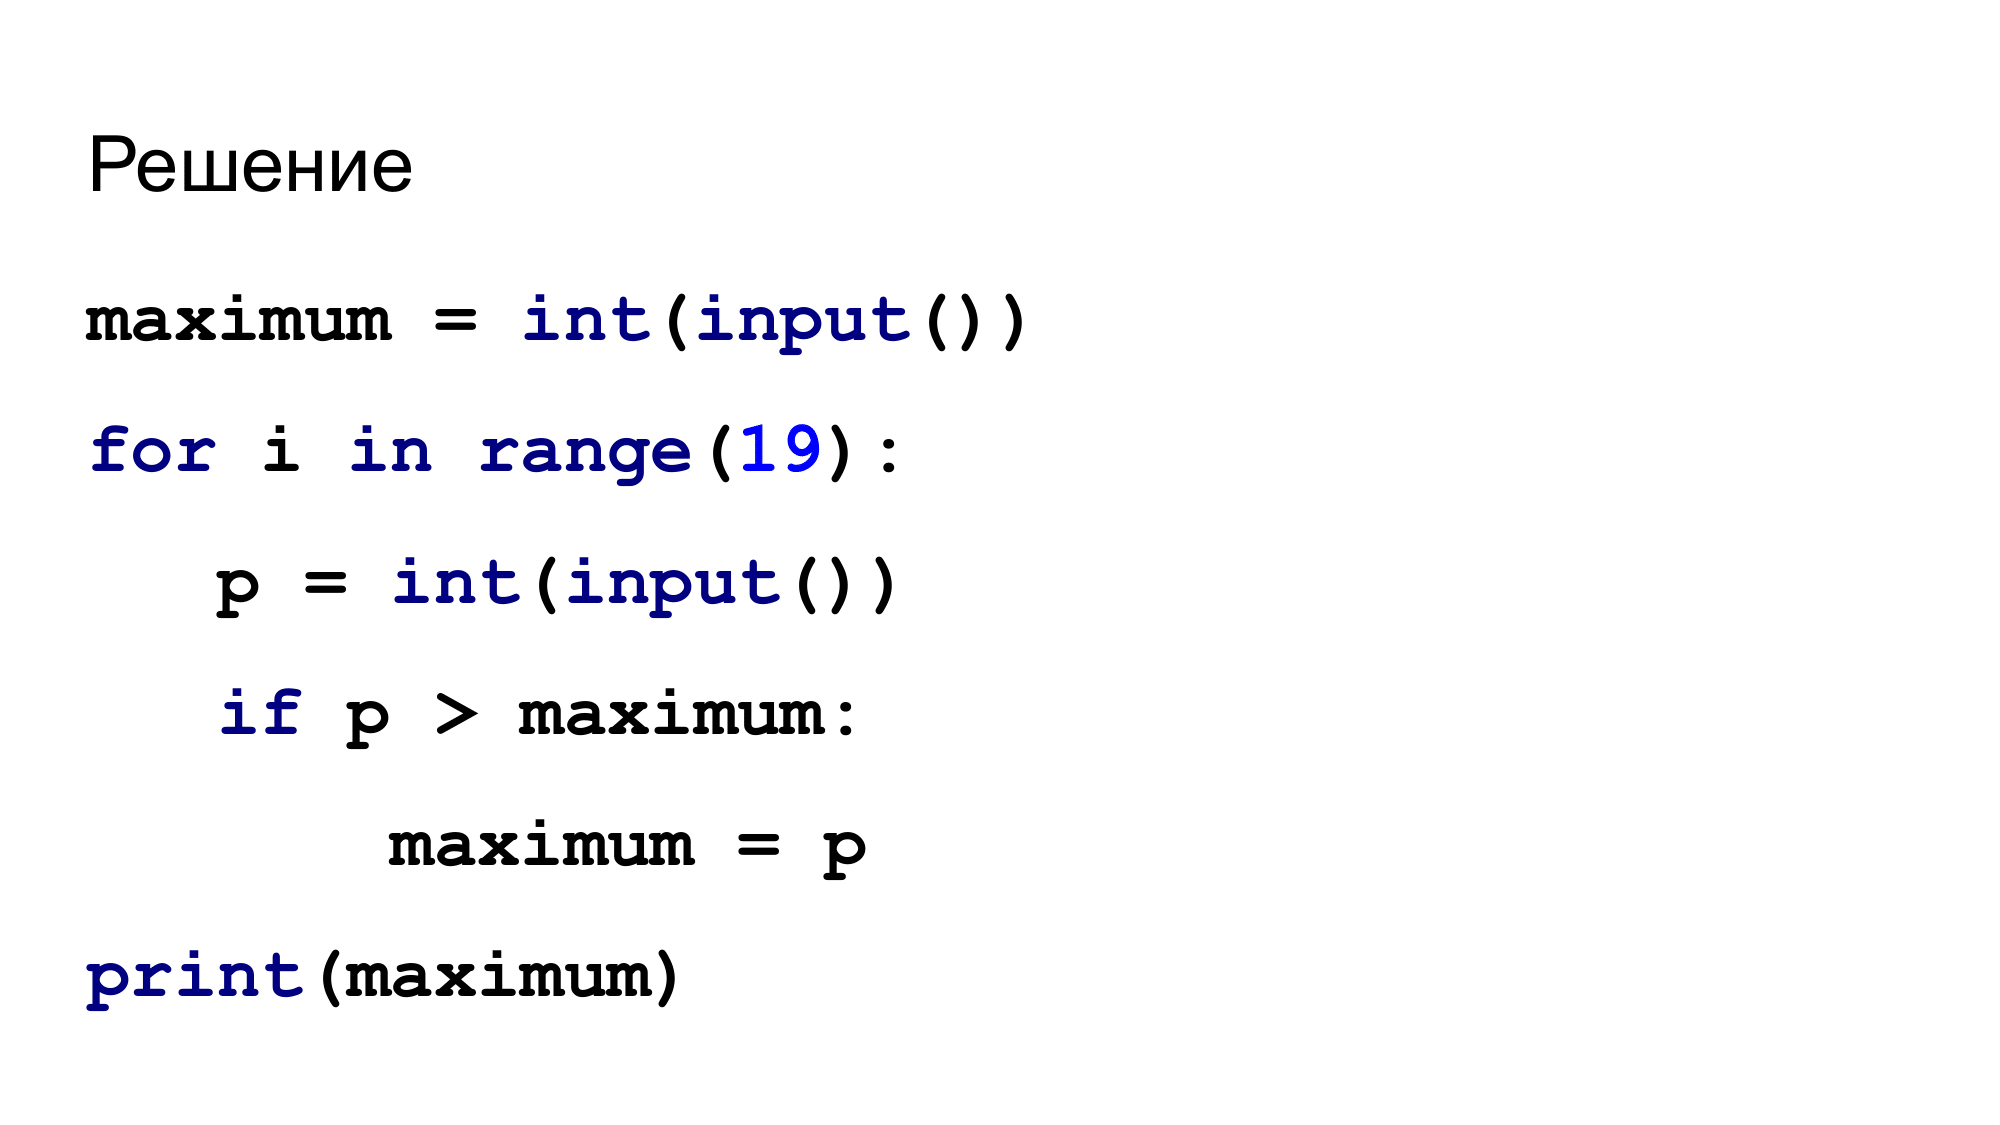 Решение
maximum = int(input())
for i in range(19):
   p = int(input())
   if p > maximum:
       maximum = p
print(maximum)